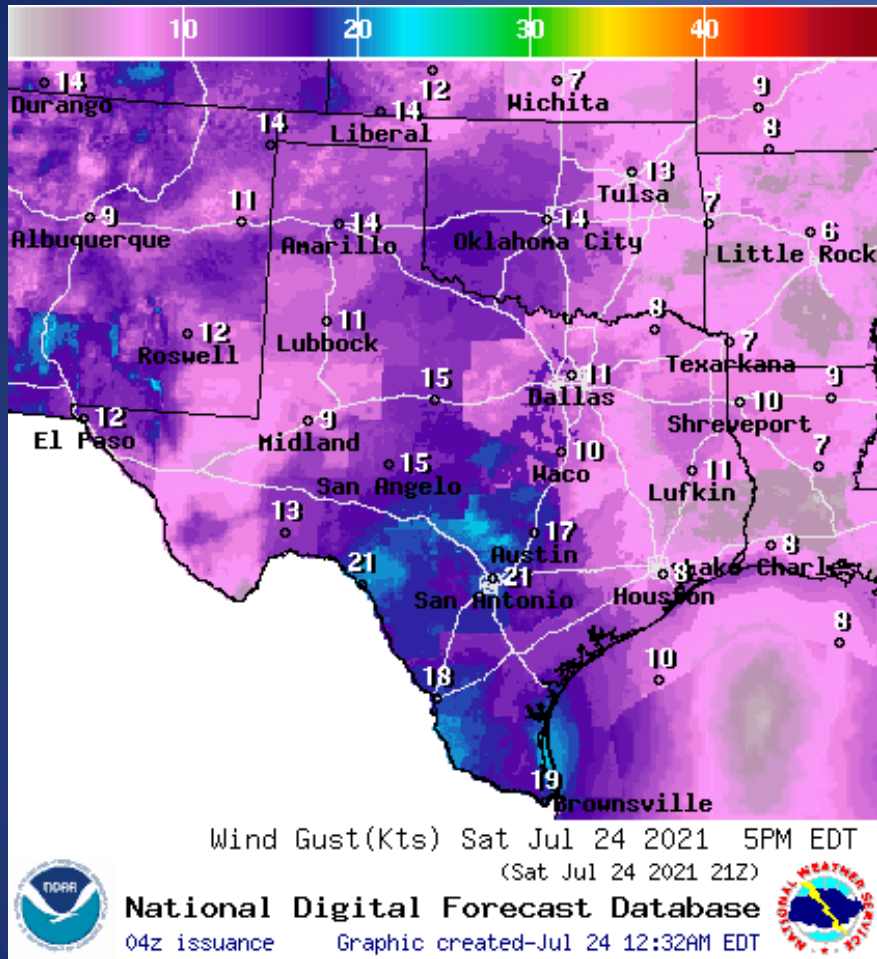 10 20 30 40
14 12 7 9
Durango Wichita
14 Liberal 14 8
13
Tulsa
9 11 14 14 7 6
Albuquerque Amarillo Oklahoma City Little Rock
12 11 8 7
Roswell Lubbock Texarkana
15 11 9
Dallas 10
12 9 Shreveport
El Paso Midland
15 10 11 7
San Angelo Waco Lufkin
13 17 8
Austin Lake Charles
21 21 8
San Antonio Houston
8
18 10
19
Brownsville
Wind Gust(Kts) Sat Jul 24 2021 5PM EDT
(Sat Jul 24 2021 21Z)
NOAA
National Digital Forecast Database
04z issuance Graphic created-Jul 24 12:32AM EDT
NATIONAL WEATHER SERVICE